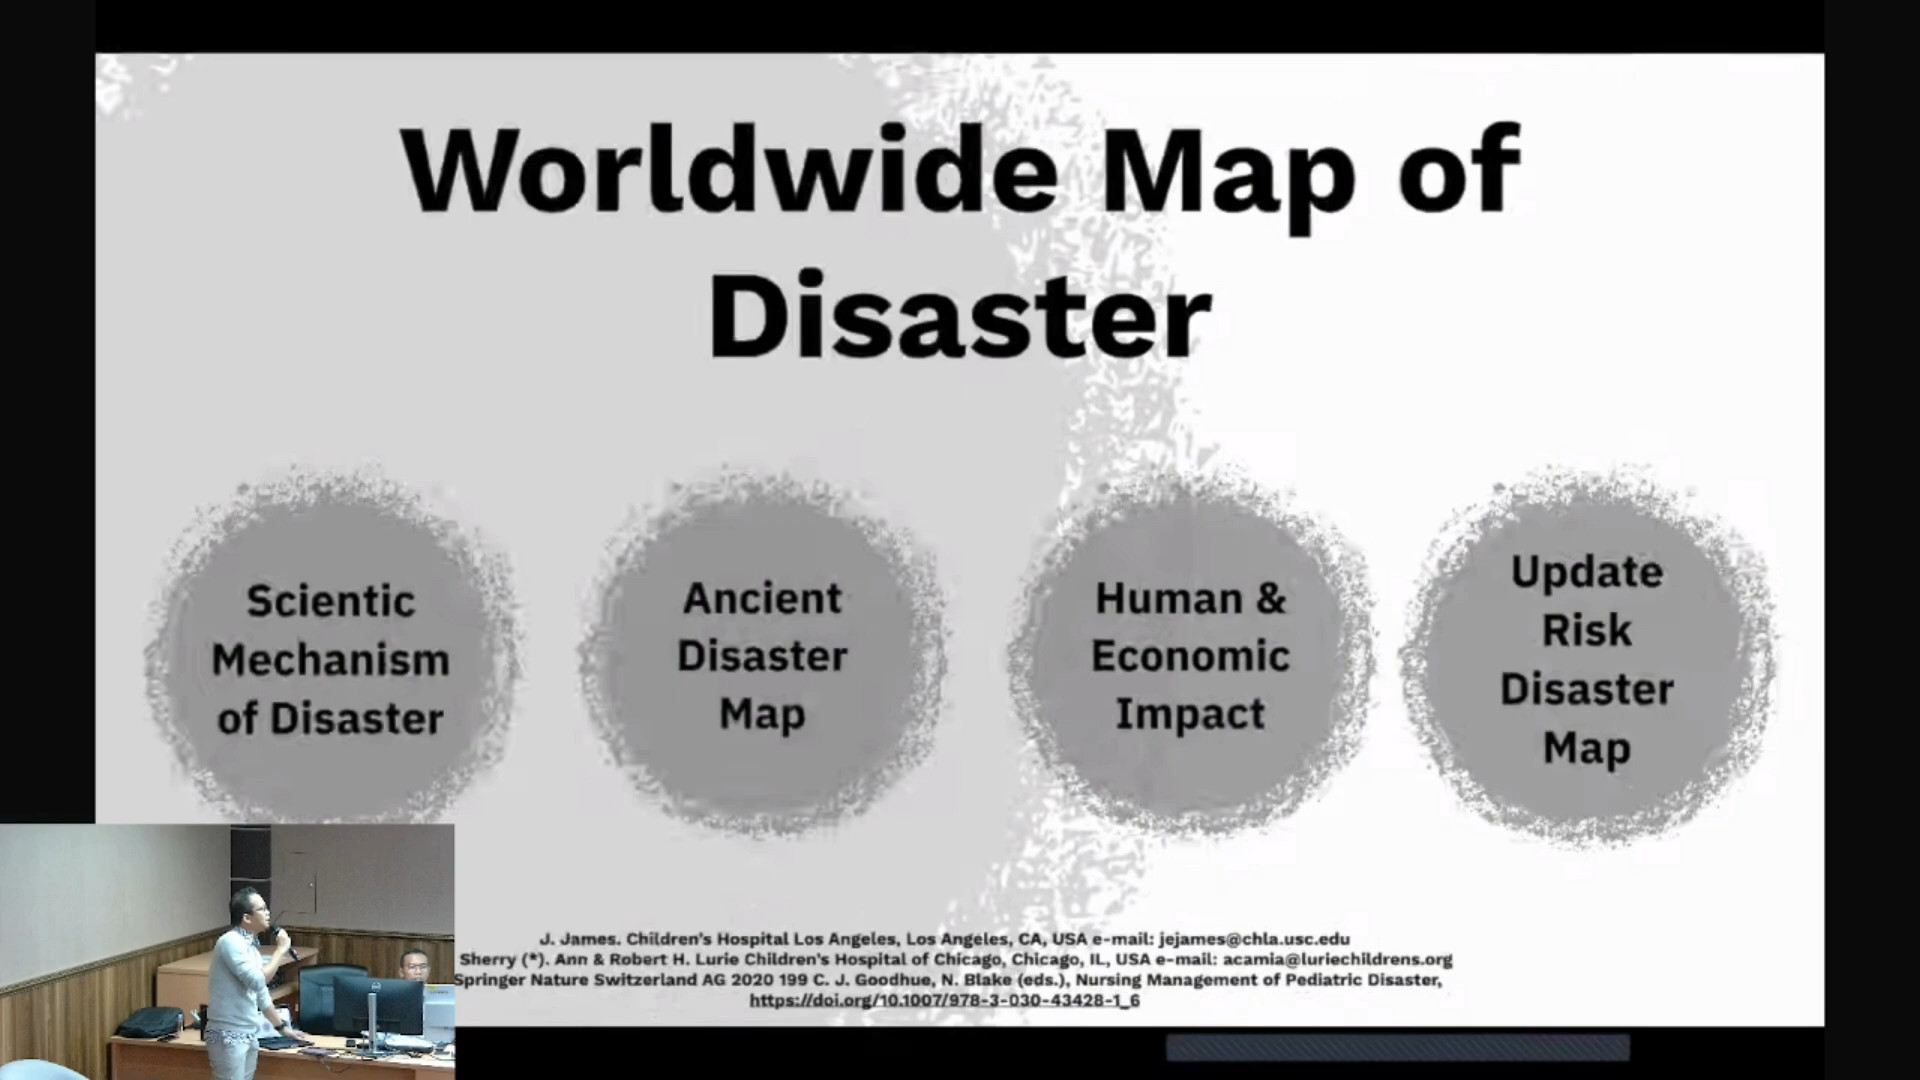 Worldwide Map of
Disaster
Scientic
Mechanism
of Disaster
Ancient
Disaster
Map
Human &
Economic
Impact
Update
Risk
Disaster
Map
J. James. Children's Hospital Los Angeles, Los Angeles, CA, USA e-mail: jejames@chla.usc.edu
Sherry (*). Ann & Robert H. Lurie Children's Hospital of Chicago, Chicago, IL, USA e-mail: acamia@luriechildrens.org
Springer Nature Switzerland AG 2020 199 C. J. Goodhue, N. Blake (eds.), Nursing Management of Pediatric Disaster,
https://doi.org/10.1007/978-3-030-43428-1_6